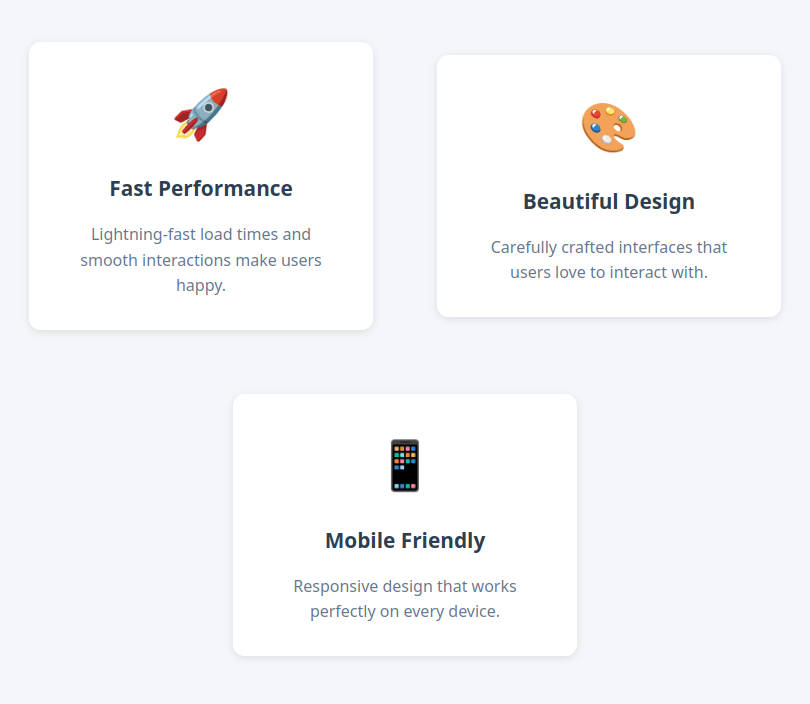 Fast Performance
Lightning-fast load times and
smooth interactions make users
happy.
Beautiful Design
Carefully crafted interfaces that
users love to interact with.
Mobile Friendly
Responsive design that works
perfectly on every device.